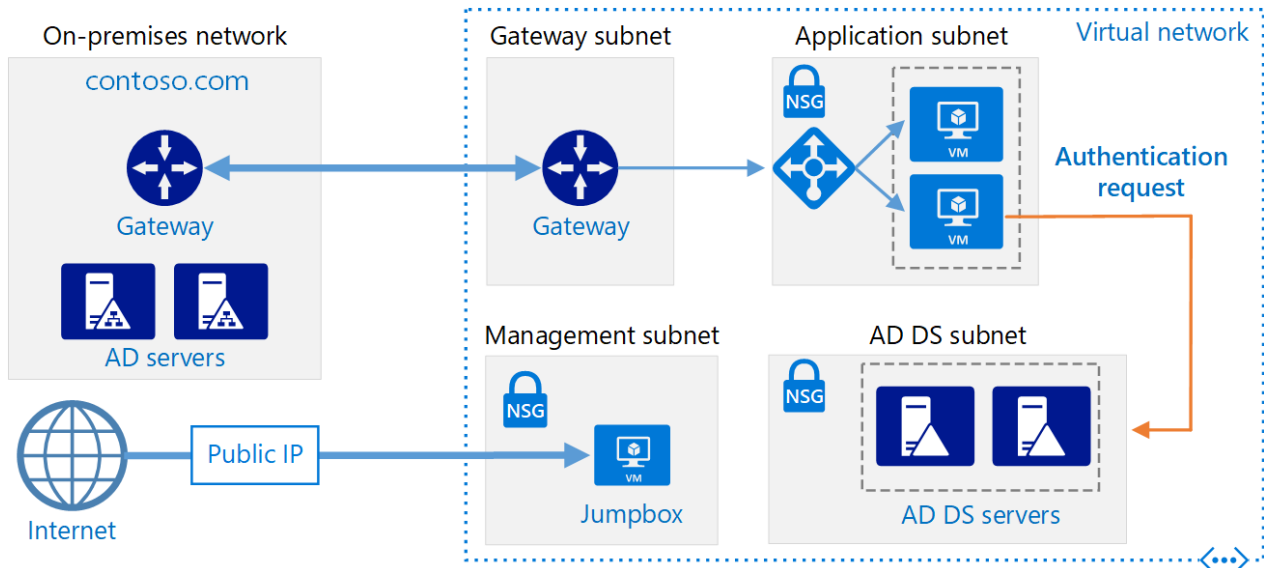 On-premises network
contoso.com
Gateway
AD servers
Internet
Public IP
Virtual network
Gateway subnet
Gateway
Application subnet
NSG
VM
VM
Authentication
request
Management subnet
NSG
VM
Jumpbox
AD DS subnet
NSG
AD DS servers